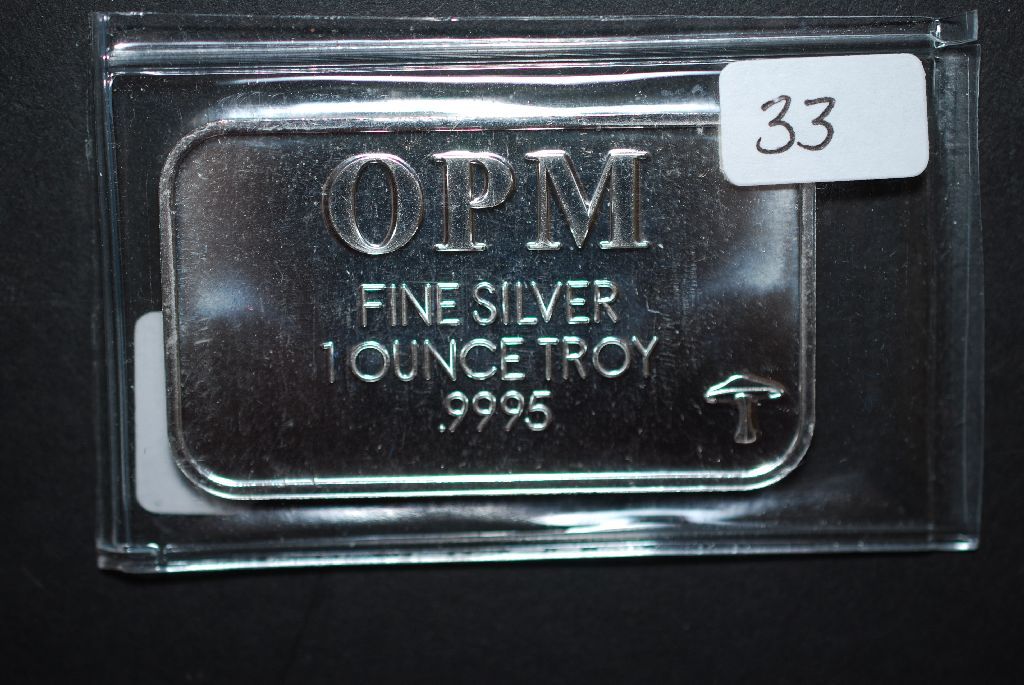 33
OPM
FINE SILVER
1 OUNCE TROY
.9995